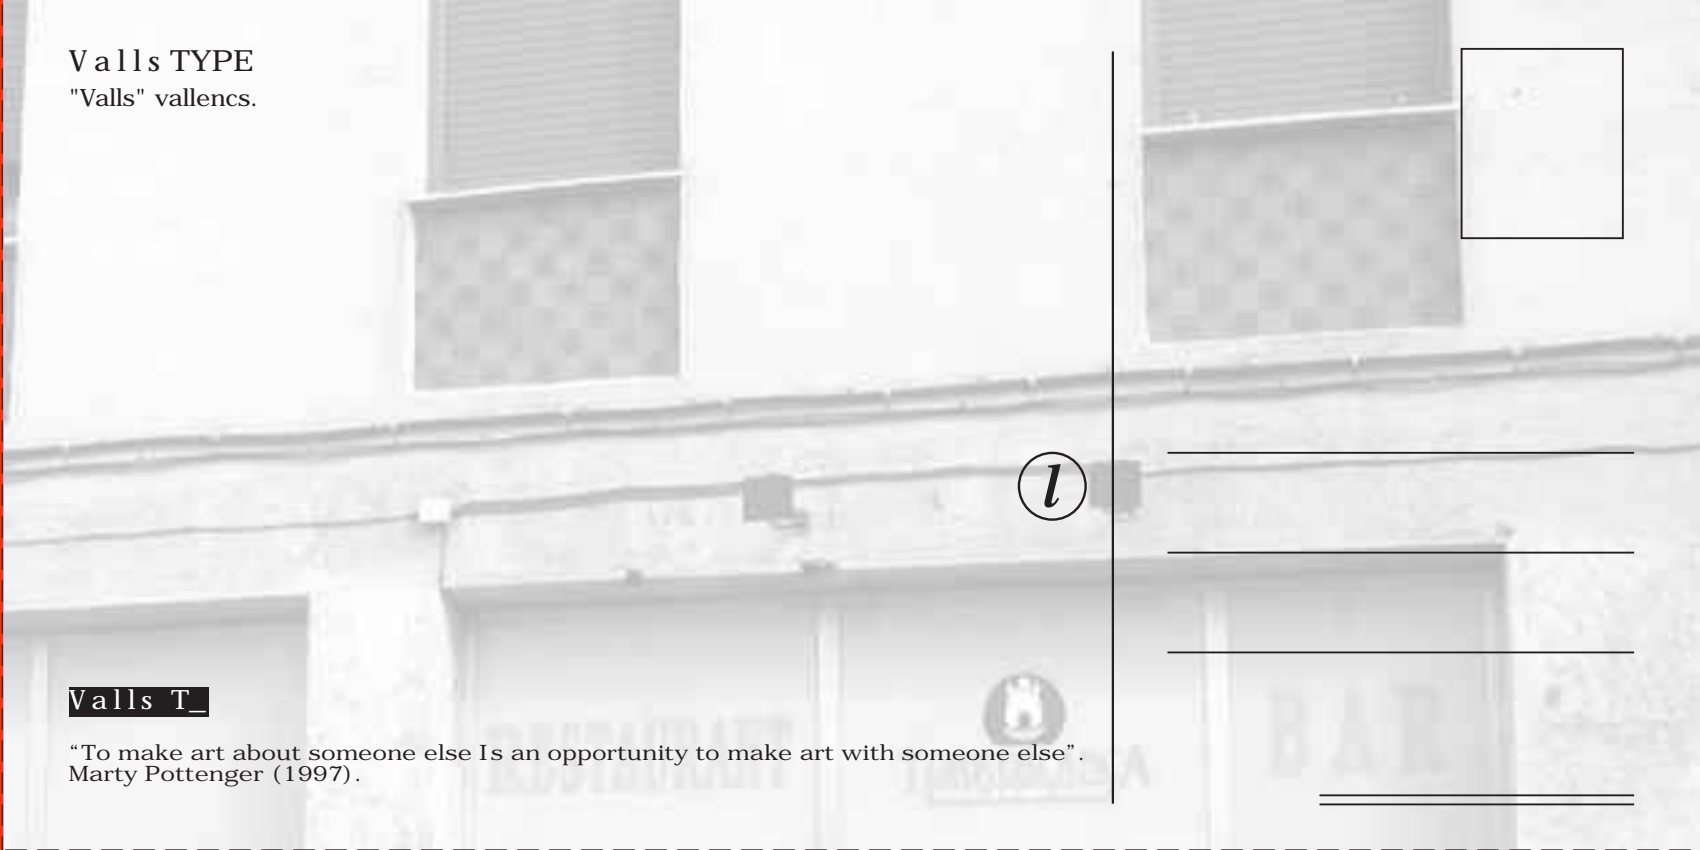 Valls TYPE
"Valls" vallencs.
l
Valls T_
“To make art about someone else Is an opportunity to make art with someone else”.
Marty Pottenger (1997).
RESTAURANT
BAR